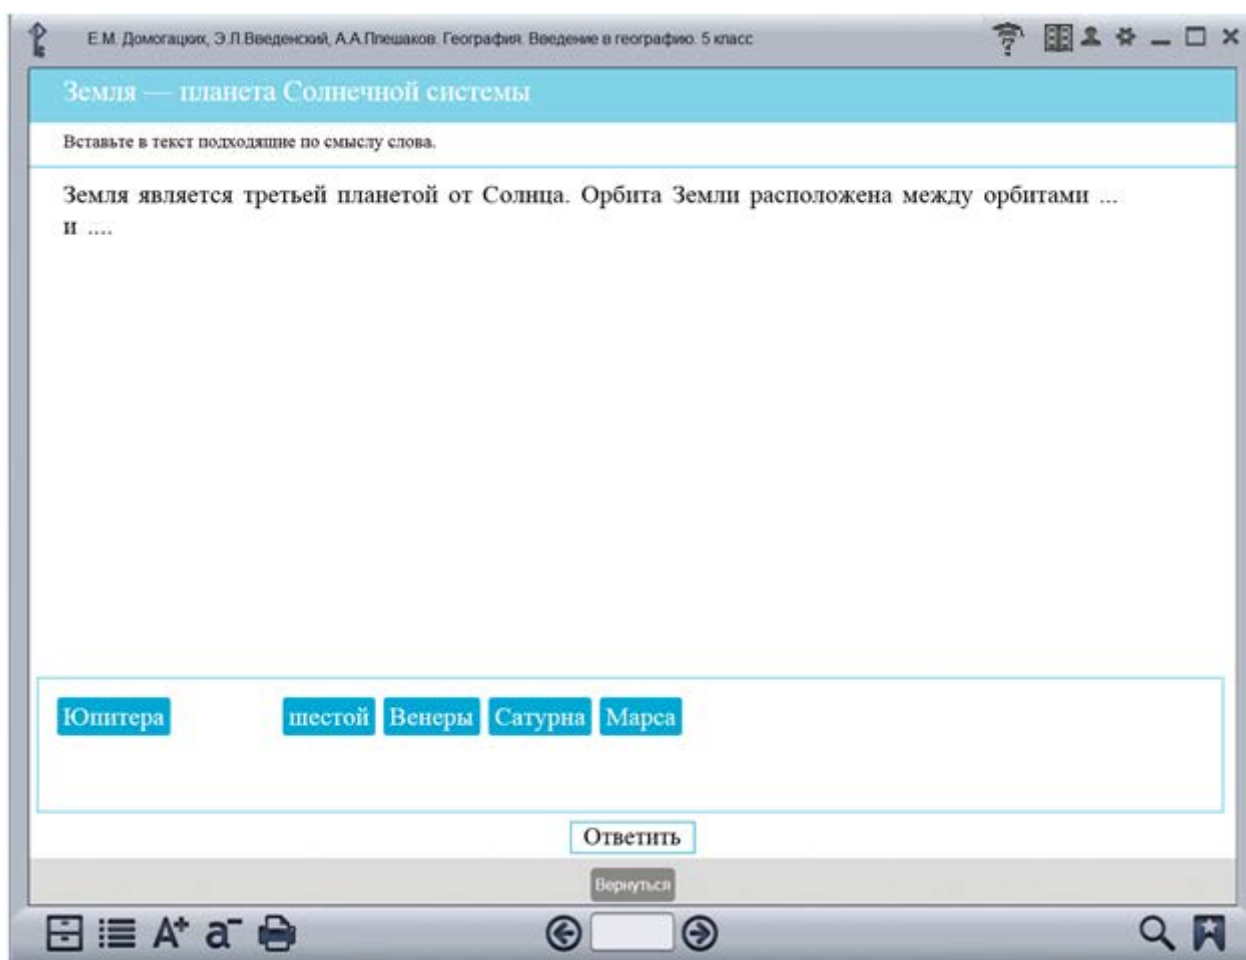 Е.М. Домогацких, Э.Л.Введенский, А.А.Плешаков. География. Введение в географию. 5 класс
Земля — планета Солнечной системы
Вставьте в текст подходящие по смыслу слова.
Земля является третьей планетой от Солнца. Орбита Земли расположена между орбитами ...
и ....
Юпитера шестой Венеры Сатурна Марса
Ответить
Вернуться
A+ a-